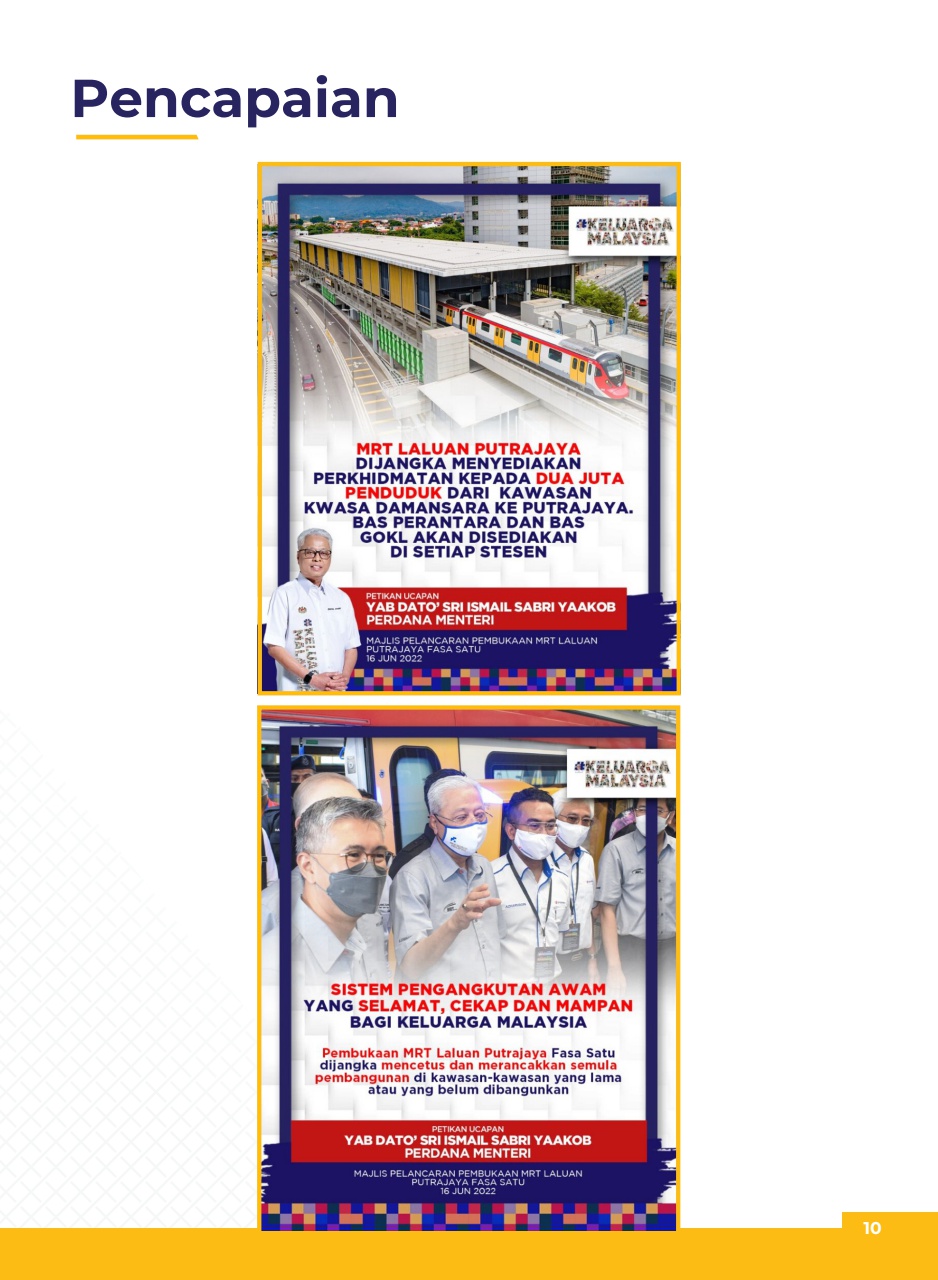 Pencapaian
#KELUARGA
MALAYSIA
MRT LALUAN PUTRAJAYA
DIJANGKA MENYEDIAKAN
PERKHIDMATAN KEPADA DUA JUTA
PENDUDUK DARI KAWASAN
KWASA DAMANSARA KE PUTRAJAYA.
BAS PERANTARA DAN BAS
GOKL AKAN DISEDIAKAN
DI SETIAP STESEN
PETIKAN UCAPAN
YAB DATO' SRI ISMAIL SABRI YAAKOB
PERDANA MENTERI
MAJLIS PELANCARAN PEMBUKAAN MRT LALUAN
PUTRAJAYA FASA SATU
16 JUN 2022
#KELUARGA
MALAYSIA
SISTEM PENGANGKUTAN AWAM
YANG SELAMAT, CEKAP DAN MAMPAN
BAGI KELUARGA MALAYSIA
Pembukaan MRT Laluan Putrajaya Fasa Satu
dijangka mencetus dan merancakkan semula
pembangunan di kawasan-kawasan yang lama
atau yang belum dibangunkan
PETIKAN UCAPAN
YAB DATO' SRI ISMAIL SABRI YAAKOB
PERDANA MENTERI
MAJLIS PELANCARAN PEMBUKAAN MRT LALUAN
PUTRAJAYA FASA SATU
16 JUN 2022
10